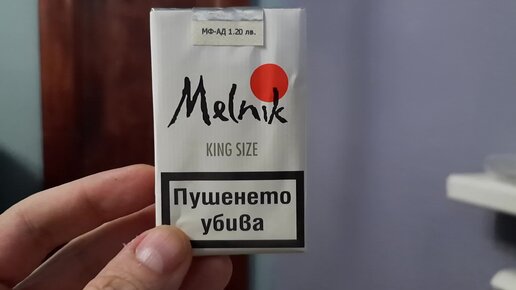 МФ-АД 1.20 лв.
Melnik
KING SIZE
Пушенето
убива